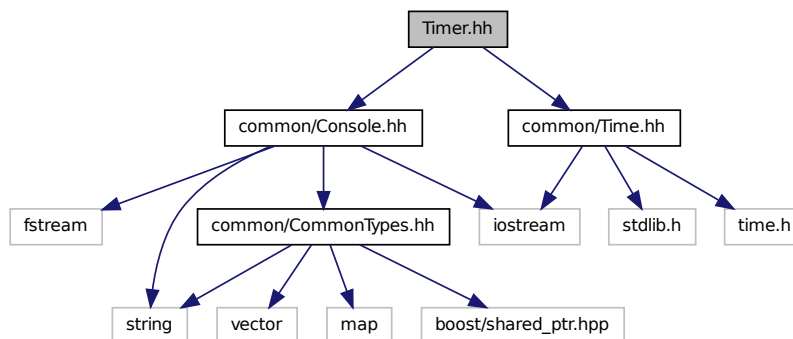 Timer.hh
common/Console.hh
common/Time.hh
fstream
common/CommonTypes.hh
iostream
stdlib.h
time.h
string
vector
map
boost/shared_ptr.hpp